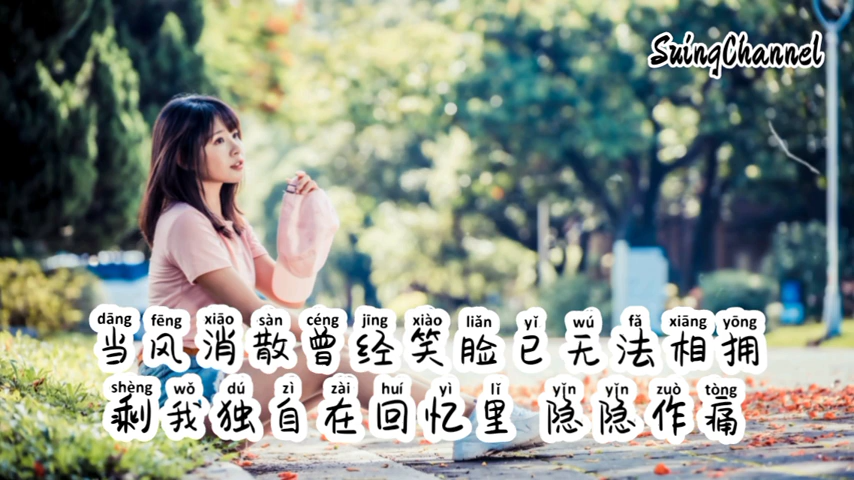 SuingChannel
dāng fēng xiāo sàn céng jīng xiào liǎn yǐ wú fǎ xiāng yōng
当风消散曾经笑脸已无法相拥
shèng wǒ dú zì zài huí yì lǐ yǐn yǐn zuò tòng
剩我独自在回忆里 隐隐作痛